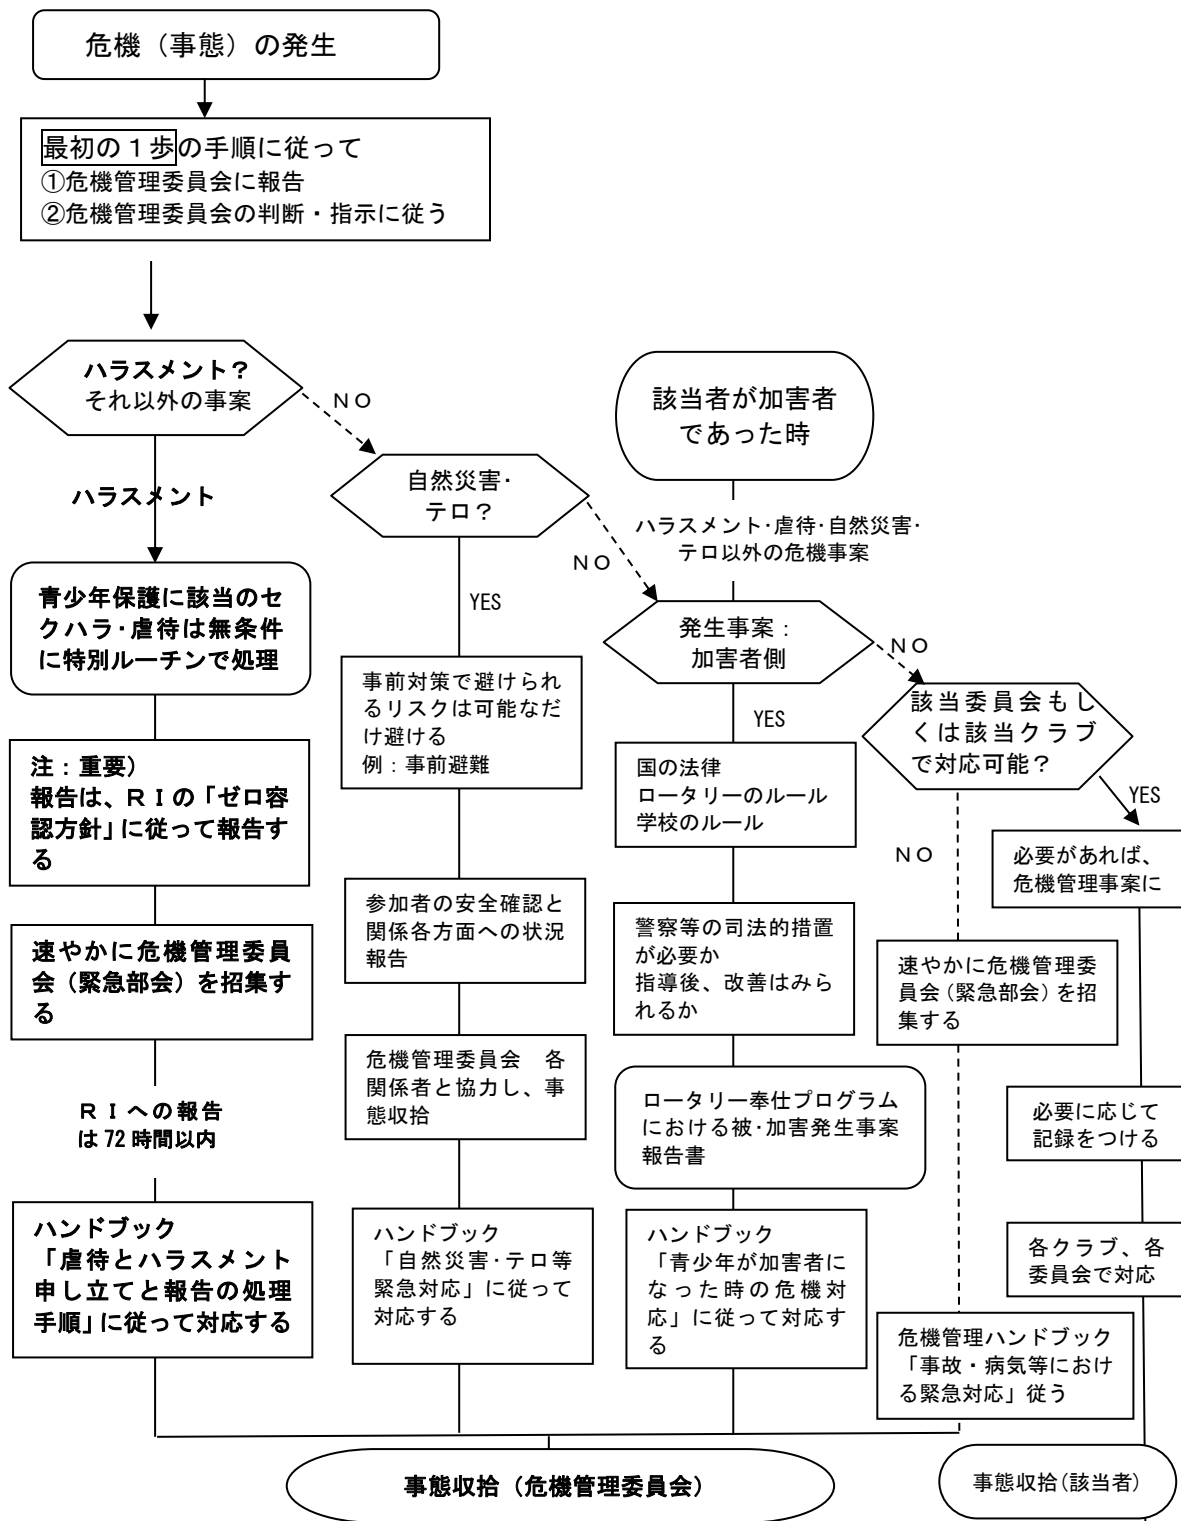 危機（事態）の発生
最初の１歩の手順に従って
①危機管理委員会に報告
②危機管理委員会の判断・指示に従う
ハラスメント？
それ以外の事案
ＮＯ
ハラスメント
青少年保護に該当のセ
クハラ・虐待は無条件
に特別ルーチンで処理
注：重要）
報告は、ＲＩの「ゼロ容
認方針」に従って報告す
る
速やかに危機管理委員
会（緊急部会）を招集す
る
ＲＩへの報告
は72時間以内
ハンドブック
「虐待とハラスメント
申し立てと報告の処理
手順」に従って対応する
自然災害・
テロ？
ＮＯ
YES
事前対策で避けられ
るリスクは可能なだ
け避ける
例：事前避難
参加者の安全確認と
関係各方面への状況
報告
危機管理委員会　各
関係者と協力し、事
態収拾
ハンドブック
「自然災害・テロ等
緊急対応」に従って
対応する
該当者が加害者
であった時
ハラスメント・虐待・自然災害・
テロ以外の危機事案
発生事案：
加害者側
ＮＯ
YES
国の法律
ロータリーのルール
学校のルール
警察等の司法的措置
が必要か
指導後、改善はみら
れるか
ロータリー奉仕プログラム
における被・加害発生事案
報告書
ハンドブック
「青少年が加害者に
なった時の危機対
応」に従って対応す
る
該当委員会もし
くは該当クラブ
で対応可能？
YES
ＮＯ
速やかに危機管理委
員会（緊急部会）を招
集する
危機管理ハンドブック
「事故・病気等におけ
る緊急対応」従う
必要があれば、
危機管理事案に
必要に応じて
記録をつける
各クラブ、各
委員会で対応
事態収拾（危機管理委員会）
事態収拾（該当者）